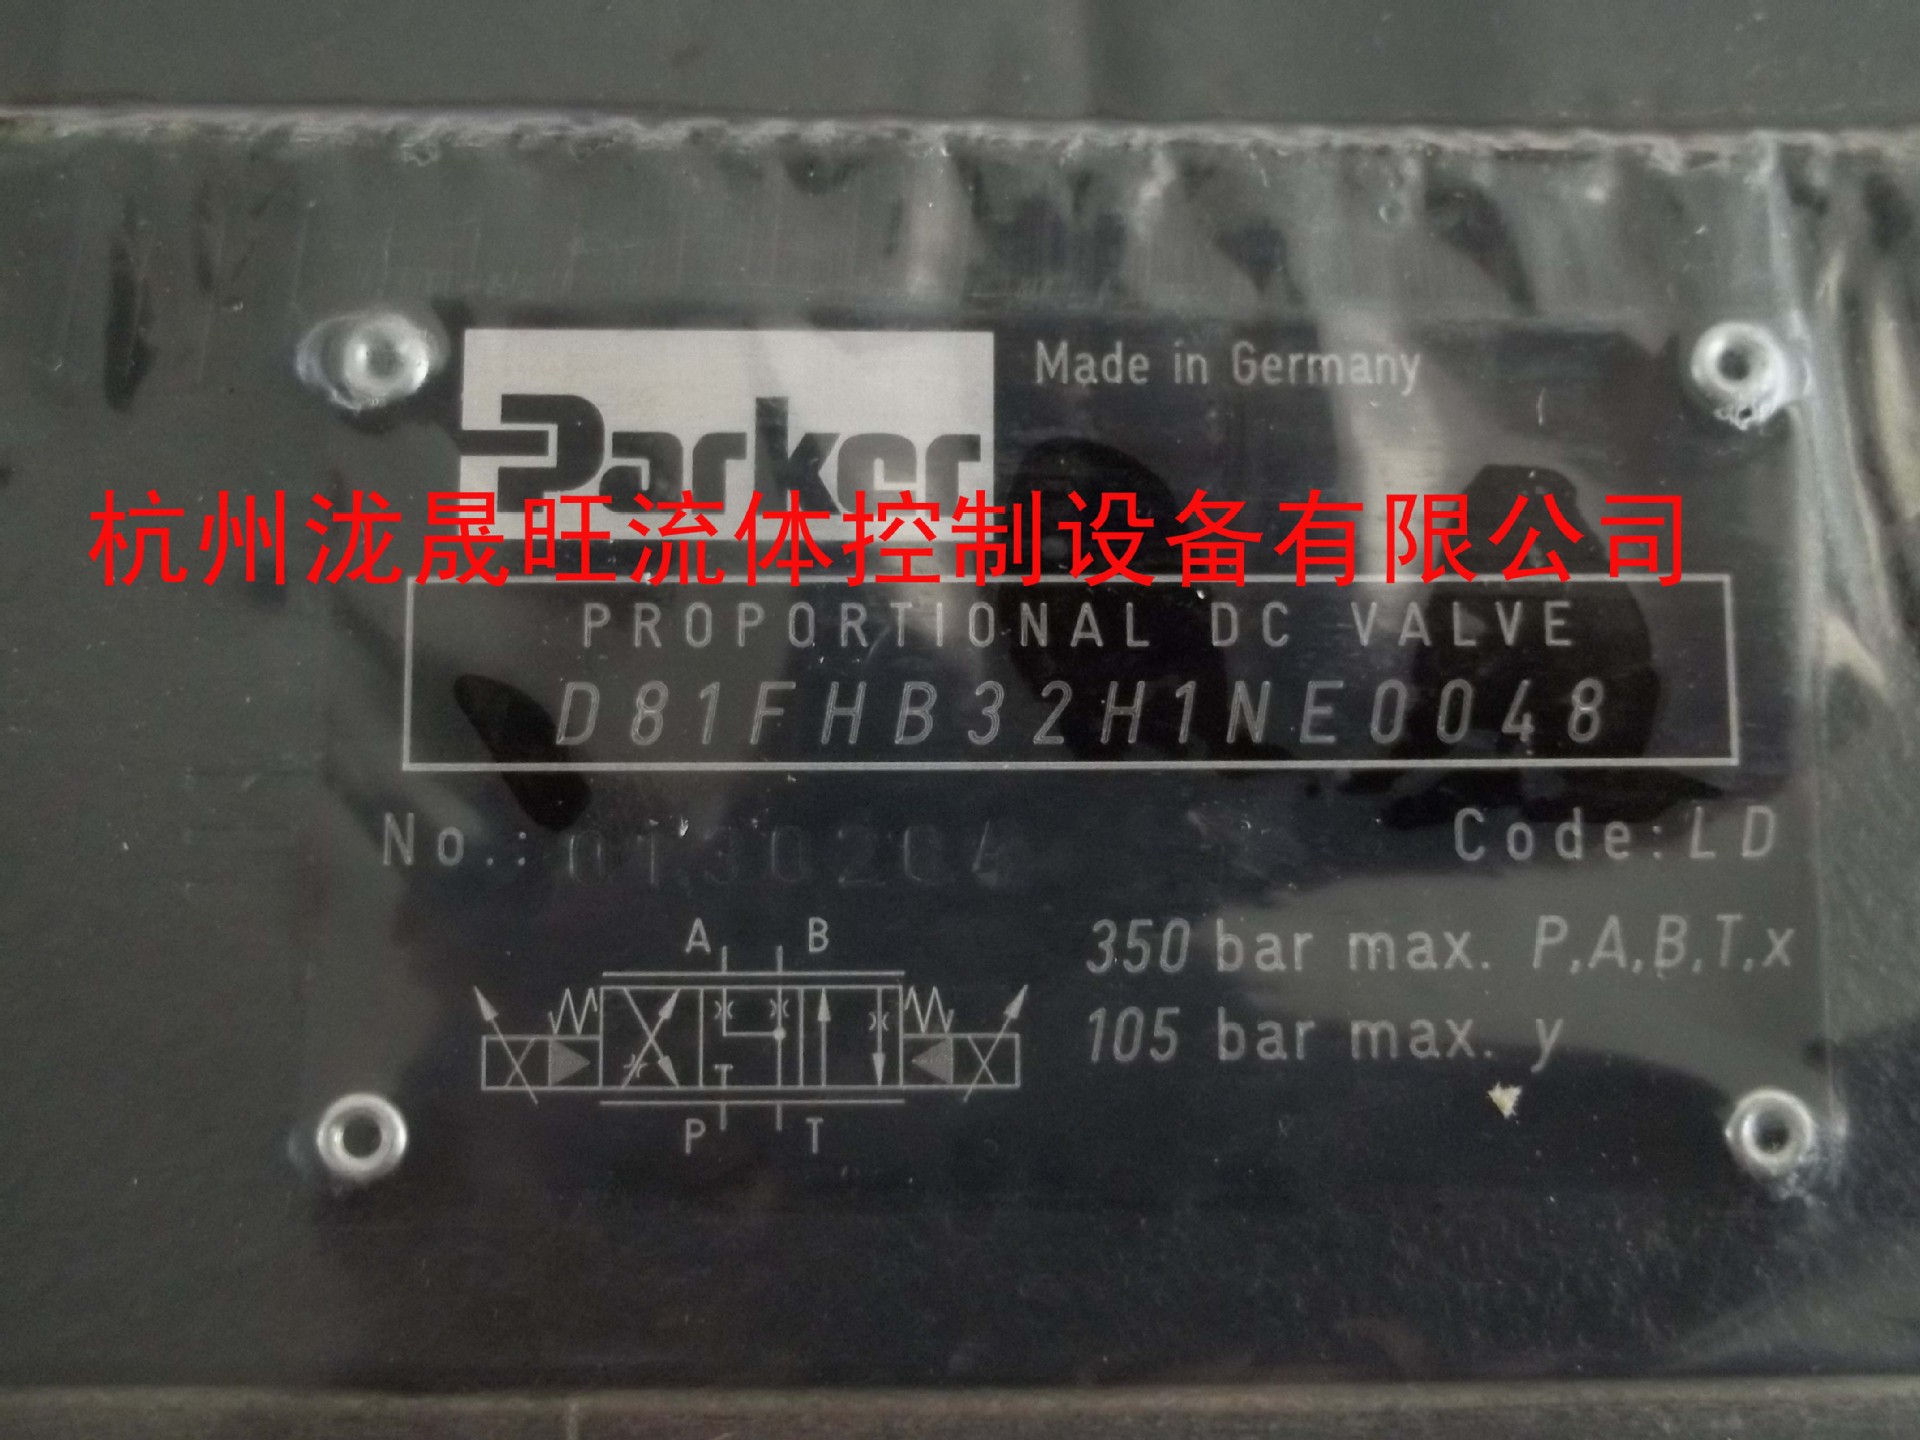 Made in Germany
Parker
杭州泷晟旺流体控制设备有限公司
PROPORTIONAL DC VALVE
D81FHB32H1NE0048
No.:
Code: LD
A B
350 bar max. P,A,B,T,x
105 bar max. y
P T